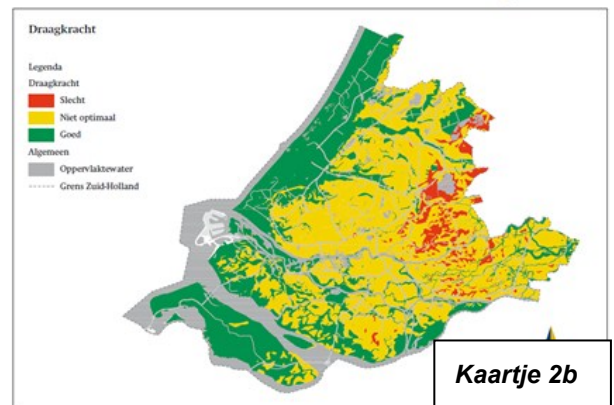 Draagkracht
Legenda
Draagkracht
Slecht
Niet optimaal
Goed
Algemeen
Oppervlaktewater
Grens Zuid-Holland
Kaartje 2b